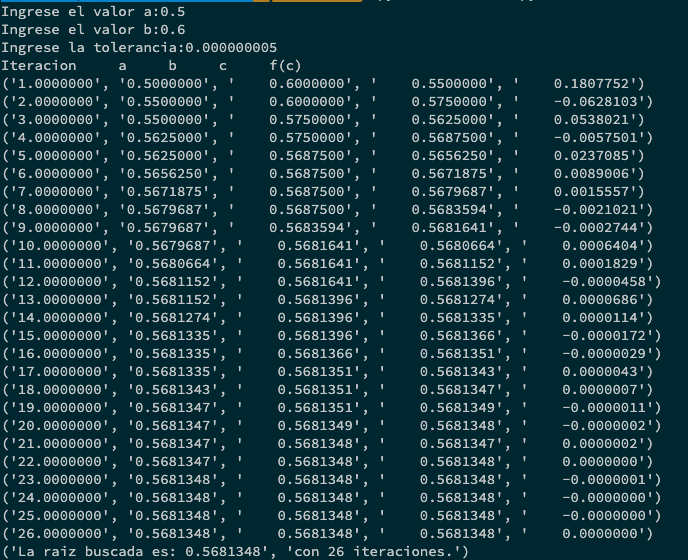 Ingrese el valor a:0.5
Ingrese el valor b:0.6
Ingrese la tolerancia:0.000000005
Iteracion     a     b     c     f(c)
('1.0000000', '0.5000000', '    0.6000000', '    0.5500000', '    0.1807752')
('2.0000000', '0.5500000', '    0.6000000', '    0.5750000', '    -0.0628103')
('3.0000000', '0.5500000', '    0.5750000', '    0.5625000', '    0.0538021')
('4.0000000', '0.5625000', '    0.5750000', '    0.5687500', '    -0.0057501')
('5.0000000', '0.5625000', '    0.5687500', '    0.5656250', '    0.0237085')
('6.0000000', '0.5656250', '    0.5687500', '    0.5671875', '    0.0089006')
('7.0000000', '0.5671875', '    0.5687500', '    0.5679687', '    0.0015557')
('8.0000000', '0.5679687', '    0.5687500', '    0.5683594', '    -0.0021021')
('9.0000000', '0.5679687', '    0.5683594', '    0.5681641', '    -0.0002744')
('10.0000000', '0.5679687', '    0.5681641', '    0.5680664', '    0.0006404')
('11.0000000', '0.5680664', '    0.5681641', '    0.5681152', '    0.0001829')
('12.0000000', '0.5681152', '    0.5681641', '    0.5681396', '    -0.0000458')
('13.0000000', '0.5681152', '    0.5681396', '    0.5681274', '    0.0000686')
('14.0000000', '0.5681274', '    0.5681396', '    0.5681335', '    0.0000114')
('15.0000000', '0.5681335', '    0.5681396', '    0.5681366', '    -0.0000172')
('16.0000000', '0.5681335', '    0.5681366', '    0.5681351', '    -0.0000029')
('17.0000000', '0.5681335', '    0.5681351', '    0.5681343', '    0.0000043')
('18.0000000', '0.5681343', '    0.5681351', '    0.5681347', '    0.0000007')
('19.0000000', '0.5681347', '    0.5681351', '    0.5681349', '    -0.0000011')
('20.0000000', '0.5681347', '    0.5681349', '    0.5681348', '    -0.0000002')
('21.0000000', '0.5681347', '    0.5681348', '    0.5681347', '    0.0000002')
('22.0000000', '0.5681347', '    0.5681348', '    0.5681348', '    0.0000000')
('23.0000000', '0.5681348', '    0.5681348', '    0.5681348', '    -0.0000001')
('24.0000000', '0.5681348', '    0.5681348', '    0.5681348', '    -0.0000000')
('25.0000000', '0.5681348', '    0.5681348', '    0.5681348', '    -0.0000000')
('26.0000000', '0.5681348', '    0.5681348', '    0.5681348', '    0.0000000')
('La raiz buscada es: 0.5681348', 'con 26 iteraciones.')